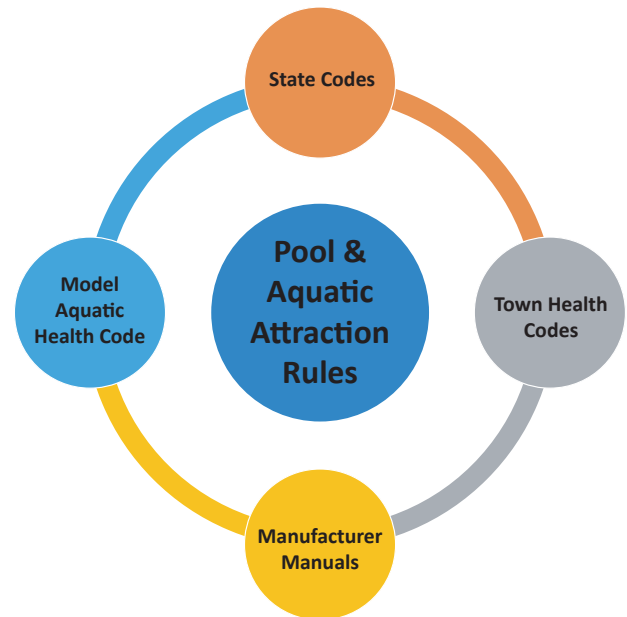 State Codes
Pool &
Aquatic
Attraction
Rules
Model
Aquatic
Health Code
Town Health
Codes
Manufacturer
Manuals